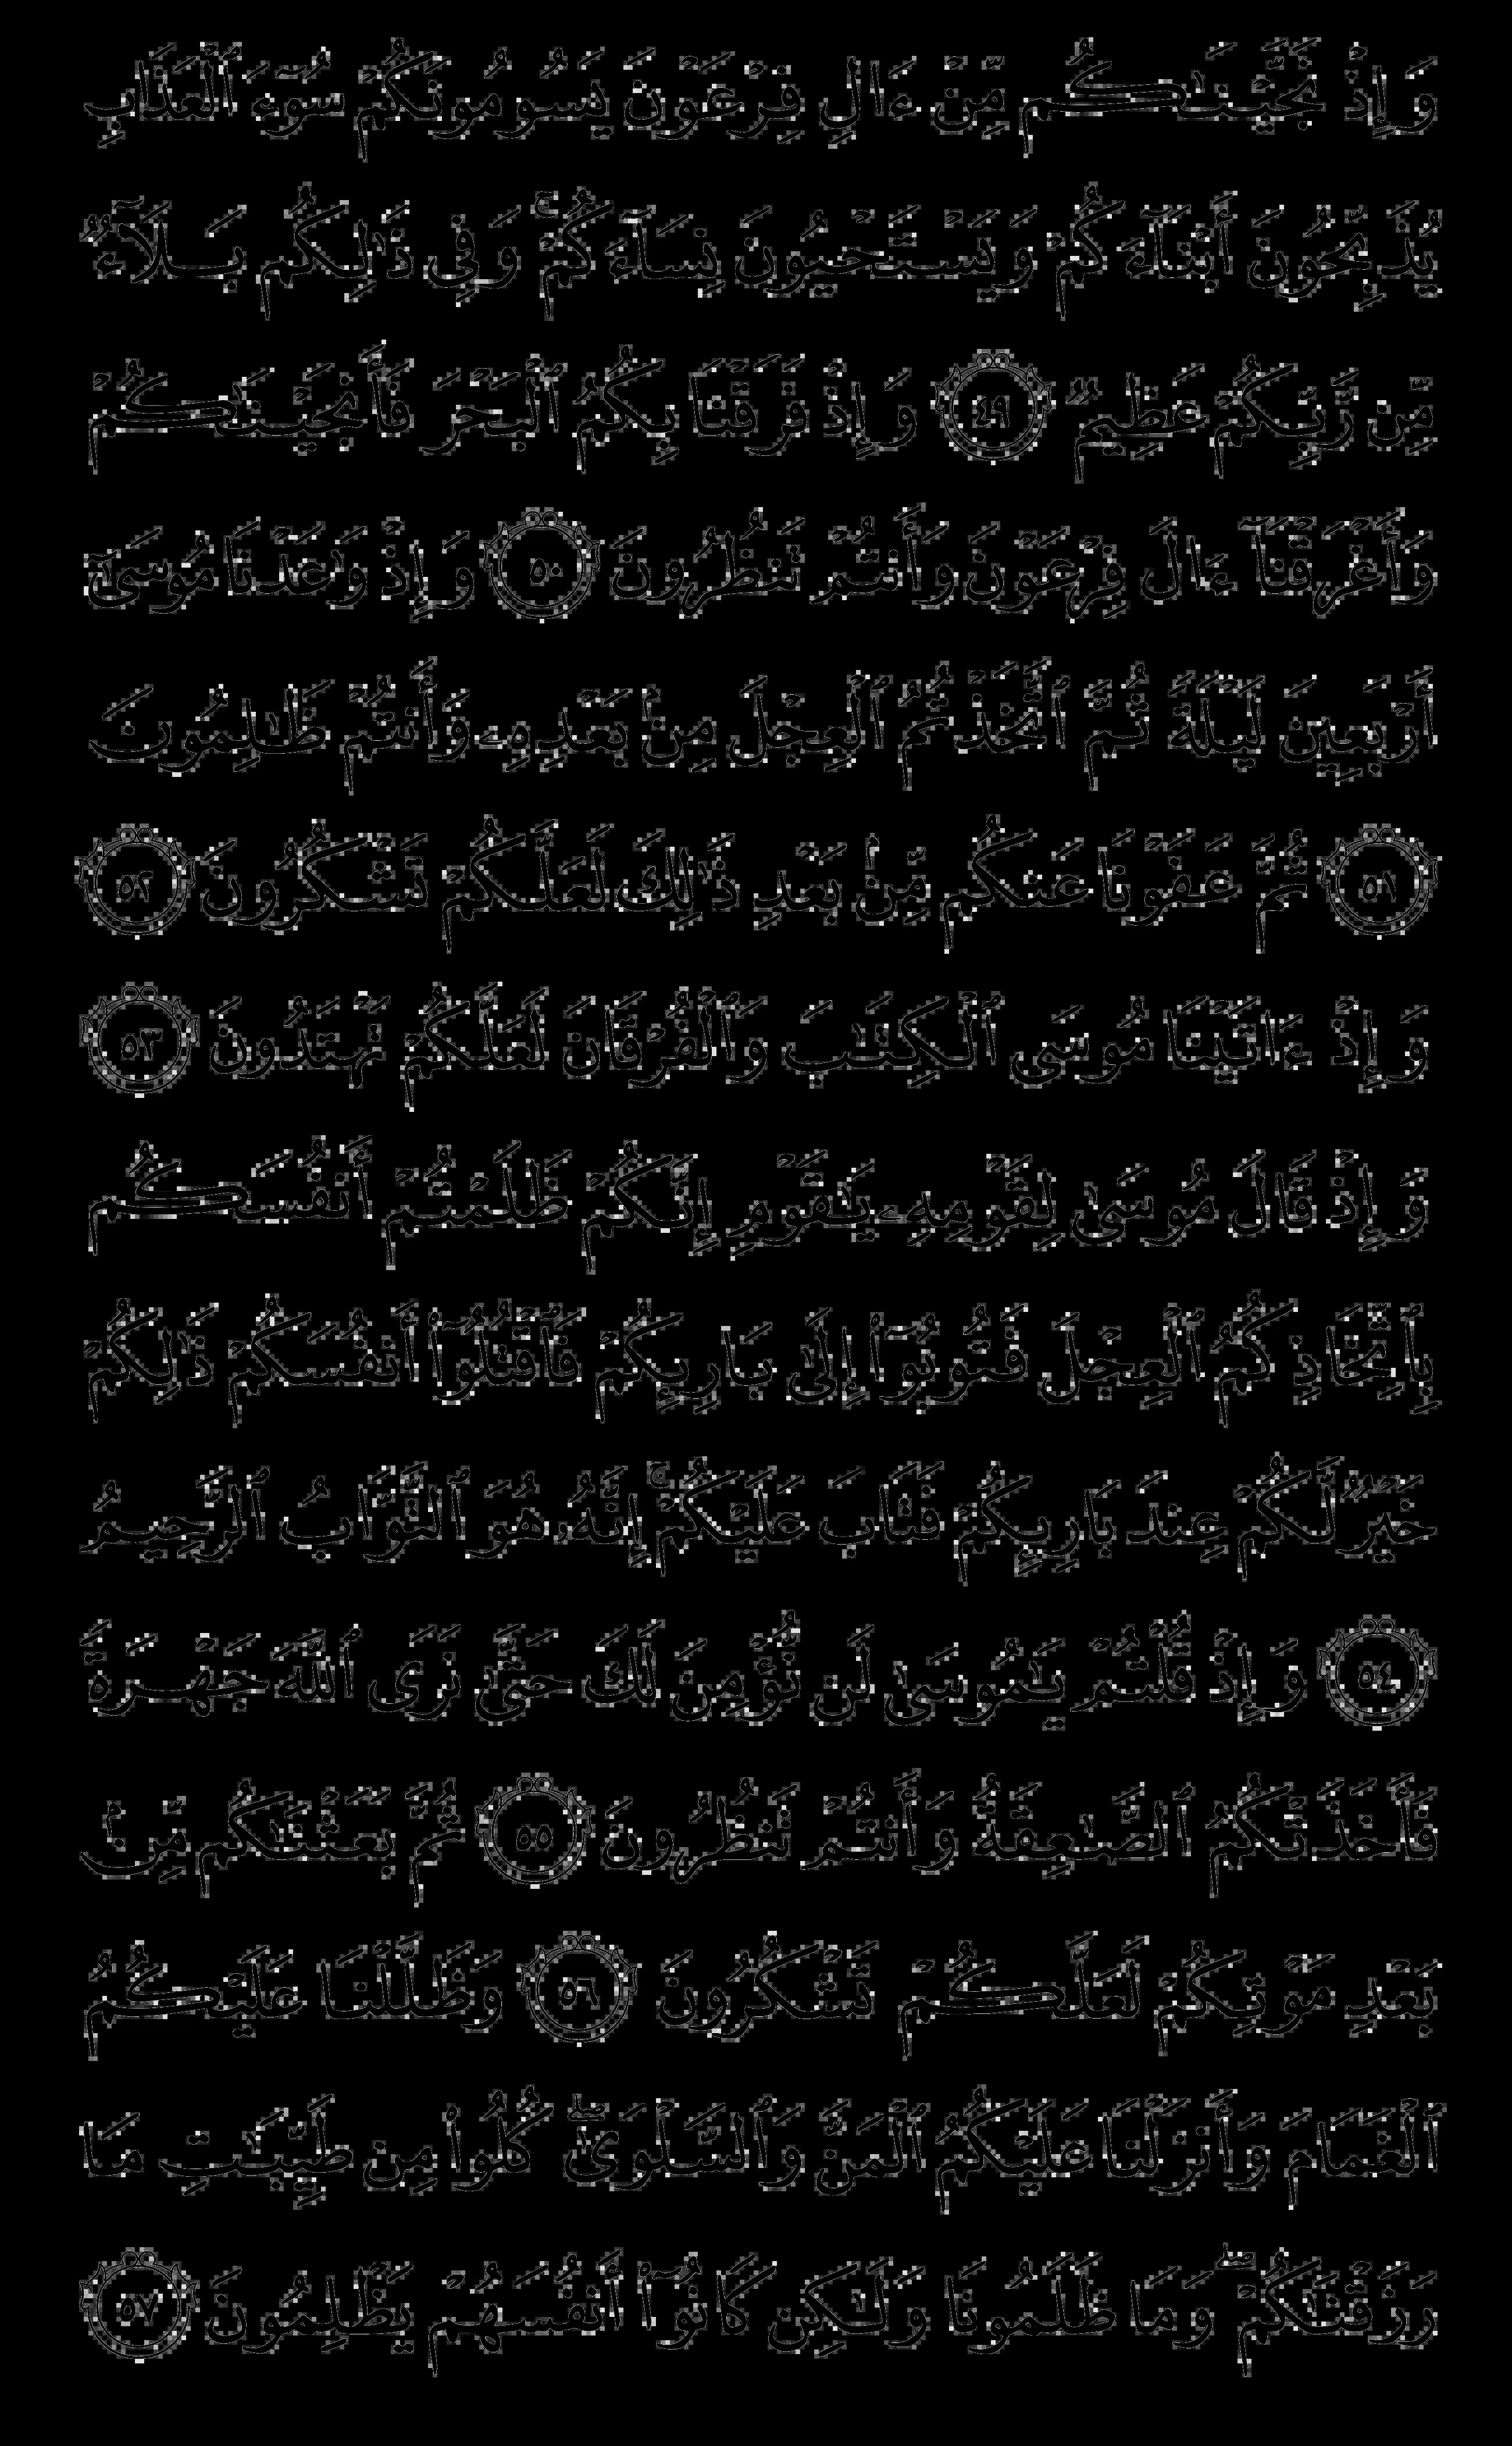 وَإِذْ نَجَّيْنَـٰكُم مِّنْ ءَالِ فِرْعَوْنَ يَسُومُونَكُمْ سُوٓءَ ٱلْعَذَابِ
يُذَبِّحُونَ أَبْنَآءَكُمْ وَيَسْتَحْيُونَ نِسَآءَكُمْ ۚ وَفِى ذَٰلِكُم بَلَآءٌ
مِّن رَّبِّكُمْ عَظِيمٌ ٤٩ وَإِذْ فَرَقْنَا بِكُمُ ٱلْبَحْرَ فَأَنجَيْنَـٰكُمْ
وَأَغْرَقْنَآ ءَالَ فِرْعَوْنَ وَأَنتُمْ تَنظُرُونَ ٥٠ وَإِذْ وَٰعَدْنَا مُوسَىٰٓ
أَرْبَعِينَ لَيْلَةً ثُمَّ ٱتَّخَذْتُمُ ٱلْعِجْلَ مِنۢ بَعْدِهِۦ وَأَنتُمْ ظَـٰلِمُونَ
٥١ ثُمَّ عَفَوْنَا عَنكُم مِّنۢ بَعْدِ ذَٰلِكَ لَعَلَّكُمْ تَشْكُرُونَ ٥٢
وَإِذْ ءَاتَيْنَا مُوسَى ٱلْكِتَـٰبَ وَٱلْفُرْقَانَ لَعَلَّكُمْ تَهْتَدُونَ ٥٣
وَإِذْ قَالَ مُوسَىٰ لِقَوْمِهِۦ يَـٰقَوْمِ إِنَّكُمْ ظَلَمْتُمْ أَنفُسَكُم
بِٱتِّخَاذِكُمُ ٱلْعِجْلَ فَتُوبُوٓا۟ إِلَىٰ بَارِئِكُمْ فَٱقْتُلُوٓا۟ أَنفُسَكُمْ ذَٰلِكُمْ
خَيْرٌ لَّكُمْ عِندَ بَارِئِكُمْ فَتَابَ عَلَيْكُمْ ۚ إِنَّهُۥ هُوَ ٱلتَّوَّابُ ٱلرَّحِيمُ
٥٤ وَإِذْ قُلْتُمْ يَـٰمُوسَىٰ لَن نُّؤْمِنَ لَكَ حَتَّىٰ نَرَى ٱللَّهَ جَهْرَةً
فَأَخَذَتْكُمُ ٱلصَّـٰعِقَةُ وَأَنتُمْ تَنظُرُونَ ٥٥ ثُمَّ بَعَثْنَـٰكُم مِّنۢ
بَعْدِ مَوْتِكُمْ لَعَلَّكُمْ تَشْكُرُونَ ٥٦ وَظَلَّلْنَا عَلَيْكُمُ
ٱلْغَمَامَ وَأَنزَلْنَا عَلَيْكُمُ ٱلْمَنَّ وَٱلسَّلْوَىٰ ۖ كُلُوا۟ مِن طَيِّبَـٰتِ مَا
رَزَقْنَـٰكُمْ ۖ وَمَا ظَلَمُونَا وَلَـٰكِن كَانُوٓا۟ أَنفُسَهُمْ يَظْلِمُونَ ٥٧